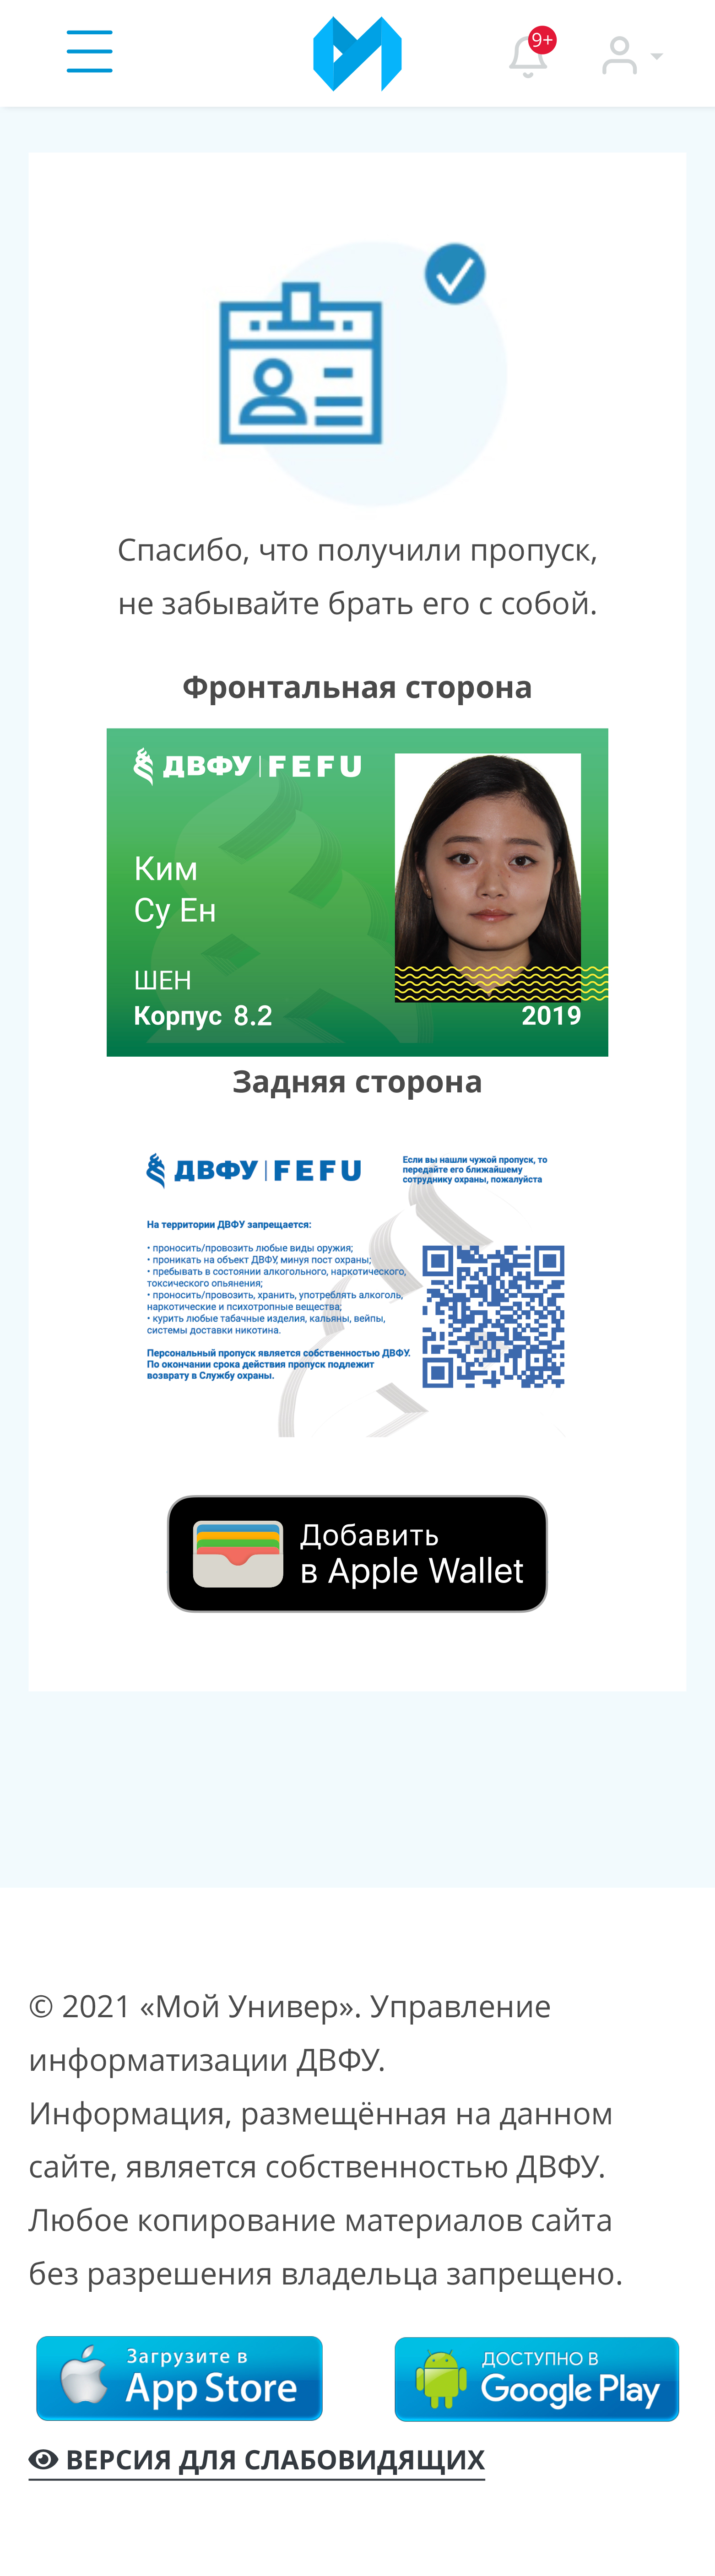 9+
Спасибо, что получили пропуск,
не забывайте брать его с собой.
Фронтальная сторона
ДВФУ | FEFU
Ким
Су Ен
ШЕН
Корпус 8.2
2019
Задняя сторона
ДВФУ | FEFU
Если вы нашли чужой пропуск, то
передайте его ближайшему
сотруднику охраны, пожалуйста
На территории ДВФУ запрещается:
• проносить/провозить любые виды оружия;
• проникать на объект ДВФУ, минуя пост охраны;
• пребывать в состоянии алкогольного, наркотического,
токсического опьянения;
• проносить/провозить, хранить, употреблять алкоголь,
наркотические и психотропные вещества;
• курить любые табачные изделия, кальяны, вейпы,
системы доставки никотина.
Персональный пропуск является собственностью ДВФУ.
По окончании срока действия пропуск подлежит
возврату в Службу охраны.
Добавить
в Apple Wallet
© 2021 «Мой Универ». Управление
информатизации ДВФУ.
Информация, размещённая на данном
сайте, является собственностью ДВФУ.
Любое копирование материалов сайта
без разрешения владельца запрещено.
Загрузите в
App Store
ДОСТУПНО В
Google Play
ВЕРСИЯ ДЛЯ СЛАБОВИДЯЩИХ